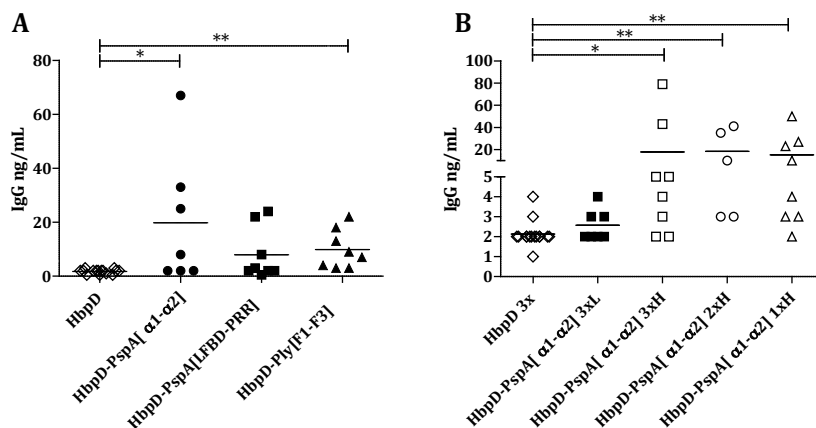 A
**
*
IgG ng/mL
80
60
40
20
0
HbpD
HbpD-PspA[ α1-α2]
HbpD-PspA[LFBD-PRR]
HbpD-Ply[F1-F3]
B
**
**
*
IgG ng/mL
100
80
60
40
20
5
4
3
2
1
0
HbpD 3x
HbpD-PspA[ α1-α2] 3xL
HbpD-PspA[ α1-α2] 3xH
HbpD-PspA[ α1-α2] 2xH
HbpD-PspA[ α1-α2] 1xH